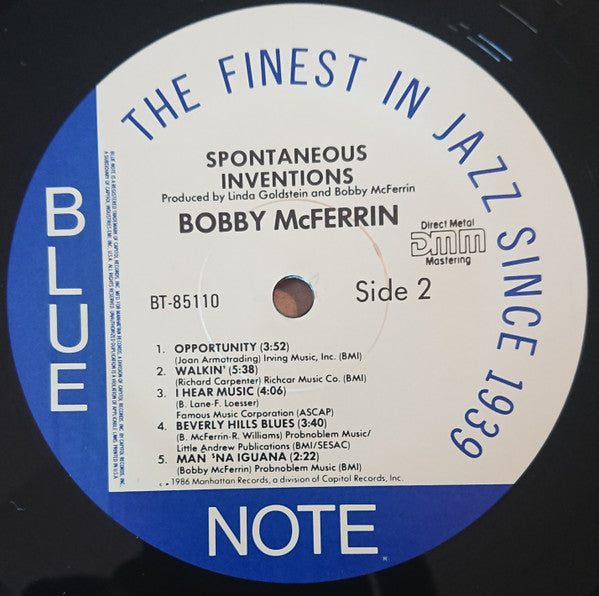 THE FINEST IN JAZZ SINCE 1939
SPONTANEOUS
INVENTIONS
Produced by Linda Goldstein and Bobby McFerrin
BOBBY McFERRIN
Direct Metal
DMM
Mastering
BT-85110
Side 2
1. OPPORTUNITY (3:52)
(Joan Armatrading) Irving Music, Inc. (BMI)
2. WALKIN' (5:38)
(Richard Carpenter) Richcar Music Co. (BMI)
3. I HEAR MUSIC (4:06)
(B. Lane-F. Loesser)
Famous Music Corporation (ASCAP)
4. BEVERLY HILLS BLUES (3:40)
(B. McFerrin-R. Williams) Probnoblem Music/
Little Andrew Publications (BMI/SESAC)
5. MAN 'NA IGUANA (2:22)
(Bobby McFerrin) Probnoblem Music (BMI)
1986 Manhattan Records, a division of Capitol Records, Inc.
BLUE
NOTE